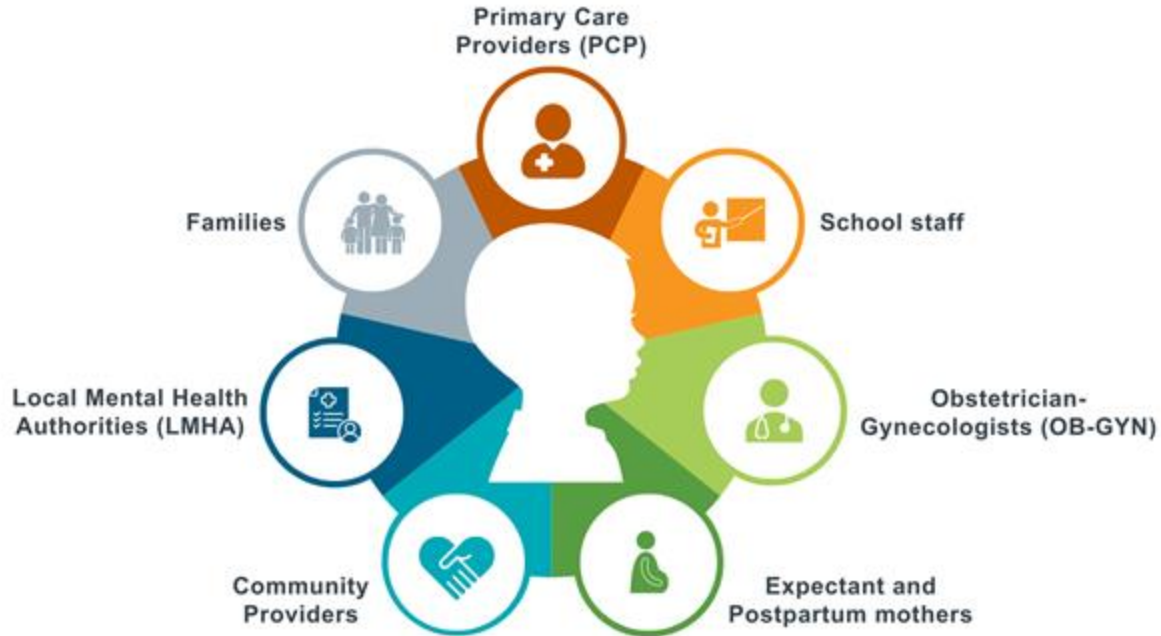 Primary Care
Providers (PCP)
Families
School staff
Local Mental Health
Authorities (LMHA)
Obstetrician-
Gynecologists (OB-GYN)
Community
Providers
Expectant and
Postpartum mothers